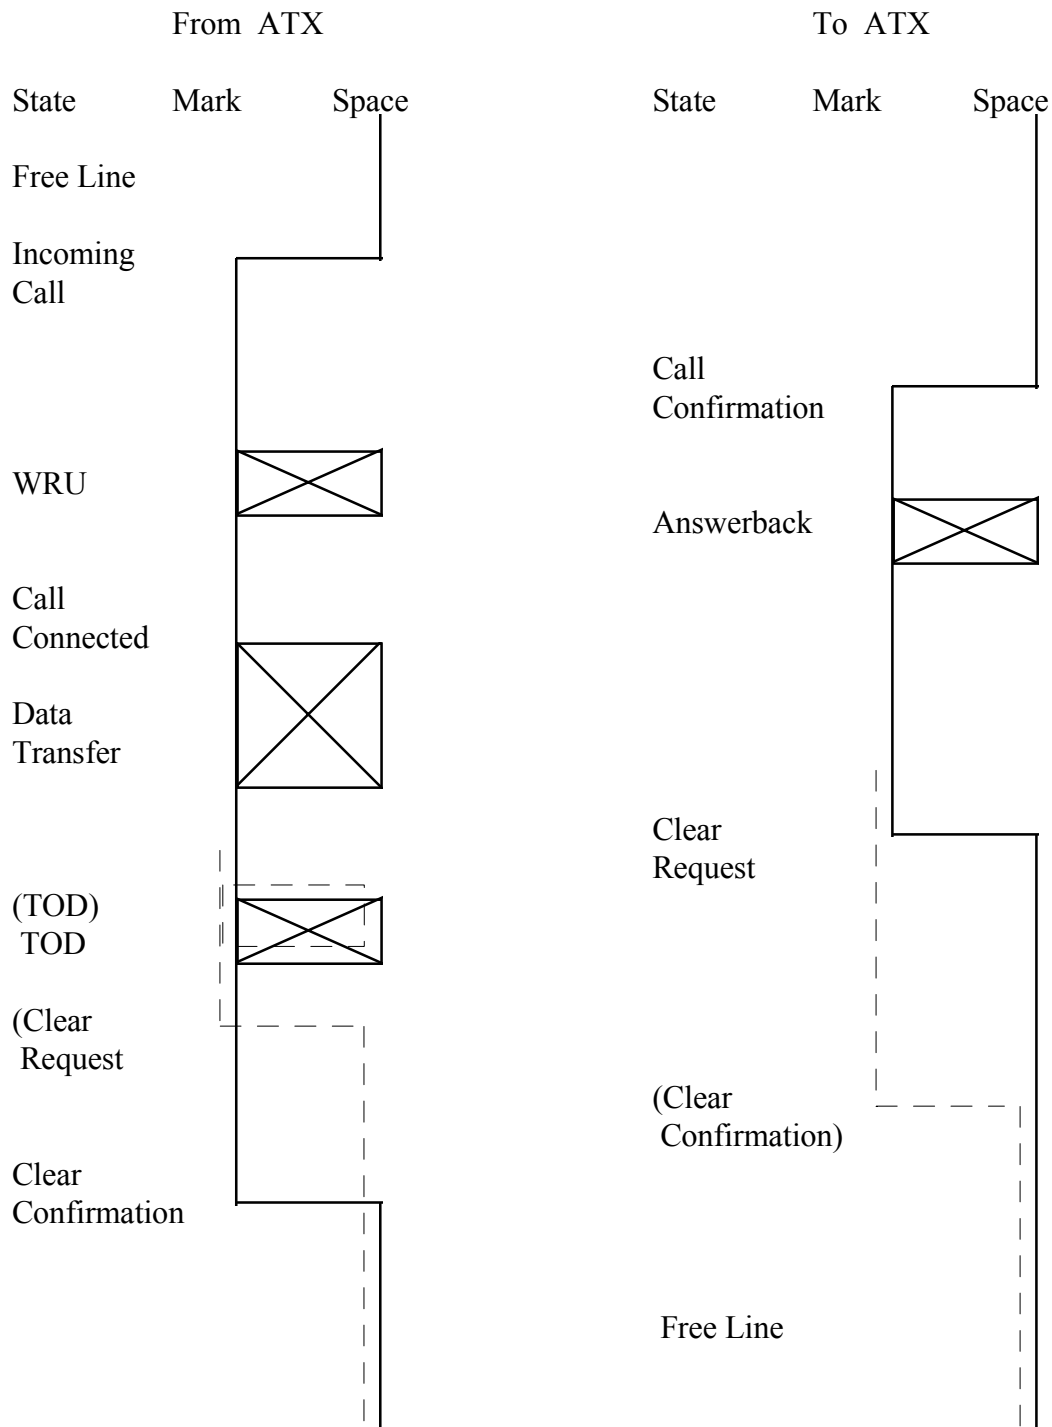 From ATX
To ATX
State Mark Space
State Mark Space
Free Line
Incoming
Call
Call
Confirmation
WRU
Answerback
Call
Connected
Data
Transfer
Clear
Request
(TOD)
TOD
(Clear
Request
(Clear
Confirmation)
Clear
Confirmation
Free Line